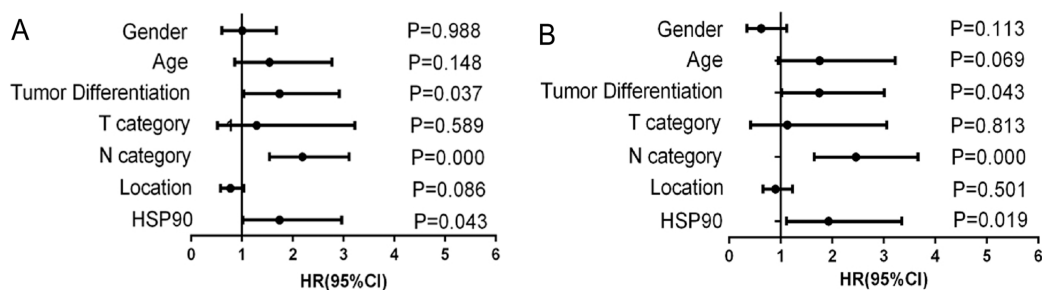 A
Gender P=0.988
Age P=0.148
Tumor Differentiation P=0.037
T category 1 P=0.589
N category P=0.000
Location P=0.086
HSP90 P=0.043
0 1 2 3 4 5 6
HR(95%CI)
B
Gender P=0.113
Age P=0.069
Tumor Differentiation P=0.043
T category P=0.813
N category P=0.000
Location P=0.501
HSP90 P=0.019
0 1 2 3 4 5 6
HR(95%CI)